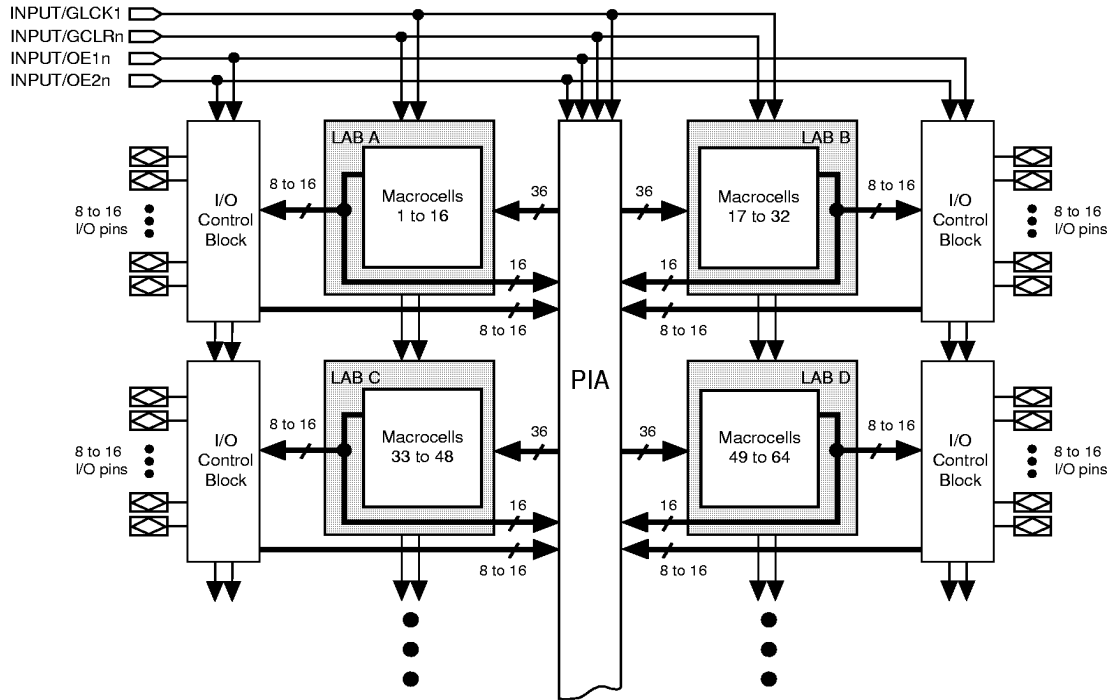 INPUT/GLCK1
INPUT/GCLRn
INPUT/OE1n
INPUT/OE2n
LAB A
LAB B
I/O
Control
Block
8 to 16
Macrocells
1 to 16
36
36
Macrocells
17 to 32
8 to 16
I/O
Control
Block
8 to 16
I/O pins
8 to 16
I/O pins
16
16
8 to 16
8 to 16
PIA
LAB C
LAB D
I/O
Control
Block
8 to 16
Macrocells
33 to 48
36
36
Macrocells
49 to 64
8 to 16
I/O
Control
Block
8 to 16
I/O pins
8 to 16
I/O pins
16
16
8 to 16
8 to 16